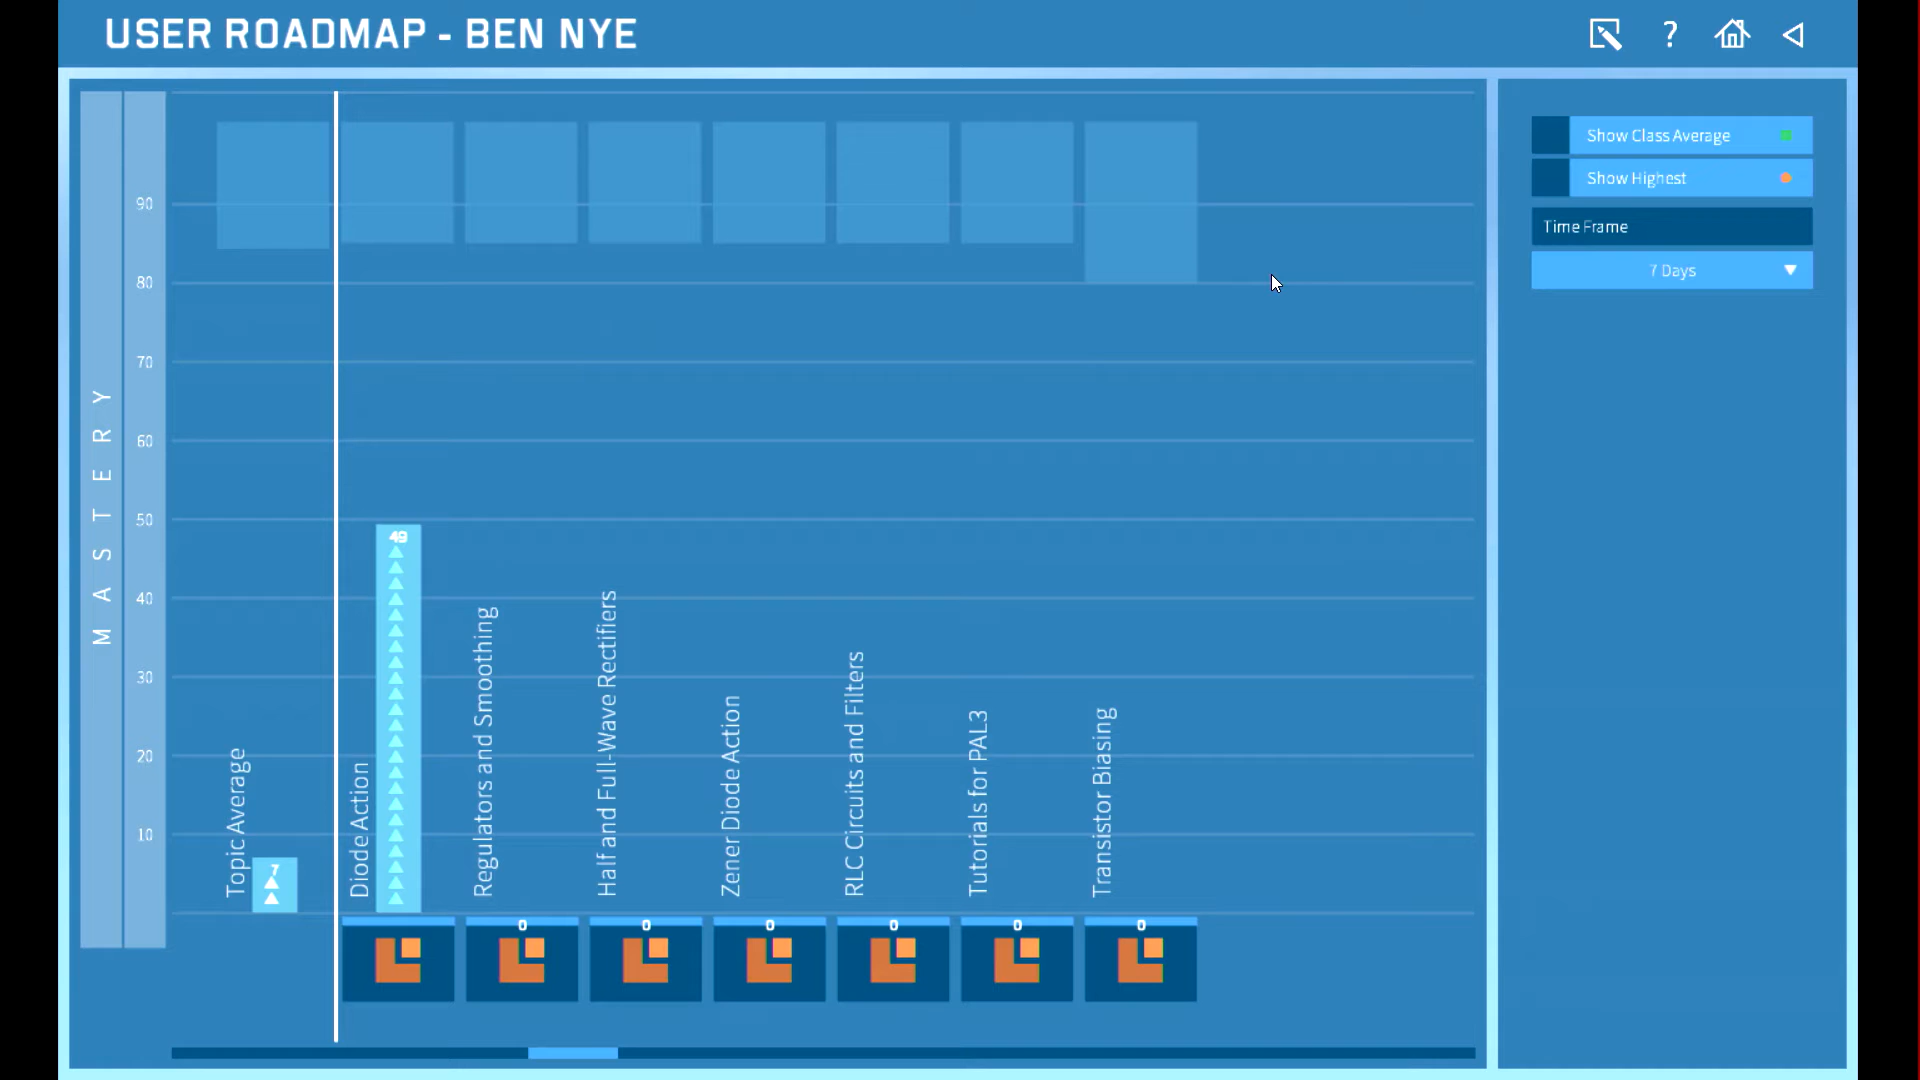 USER ROADMAP - BEN NYE
?
MASTERY
90
80
70
60
50
40
30
20
10
Topic Average
7
Diode Action
49
Regulators and Smoothing
0
Half and Full-Wave Rectifiers
0
Zener Diode Action
0
RLC Circuits and Filters
0
Tutorials for PAL3
0
Transistor Biasing
0
Show Class Average
Show Highest
Time Frame
7 Days